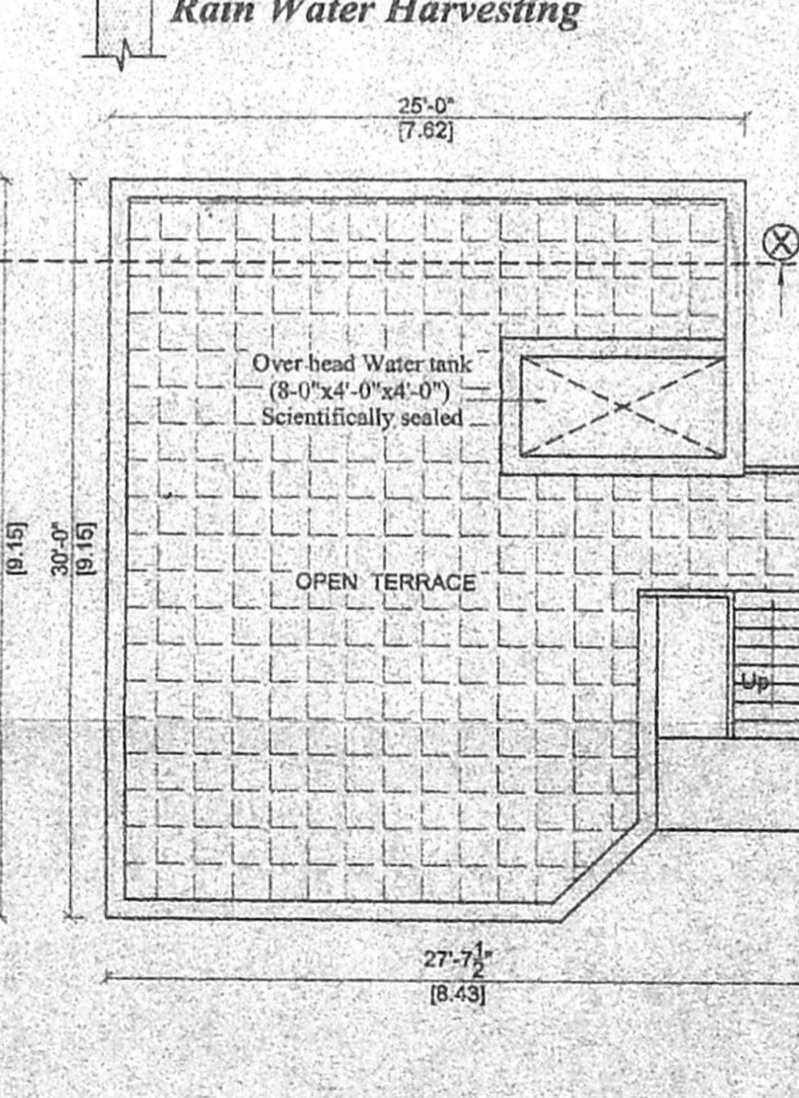 Rain Water Harvesting
25'-0"
[7.62]
X
Over head Water tank
(8-0"x4'-0"x4'-0")
Scientifically sealed
[9.15]
30'-0"
[9.15]
OPEN TERRACE
Up
27'-7½"
[8.43]